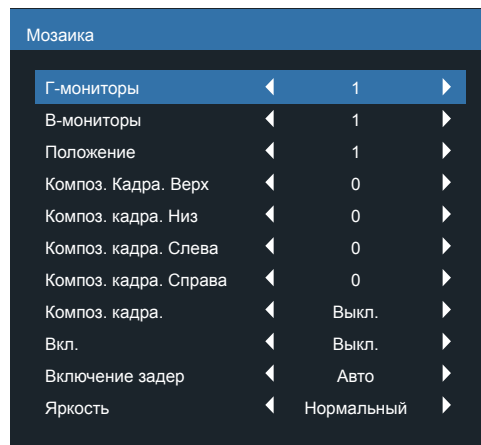 Мозаика
Г-мониторы 1
В-мониторы 1
Положение 1
Композ. Кадра. Верх 0
Композ. кадра. Низ 0
Композ. кадра. Слева 0
Композ. кадра. Справа 0
Композ. кадра. Выкл.
Вкл. Выкл.
Включение задер Авто
Яркость Нормальный